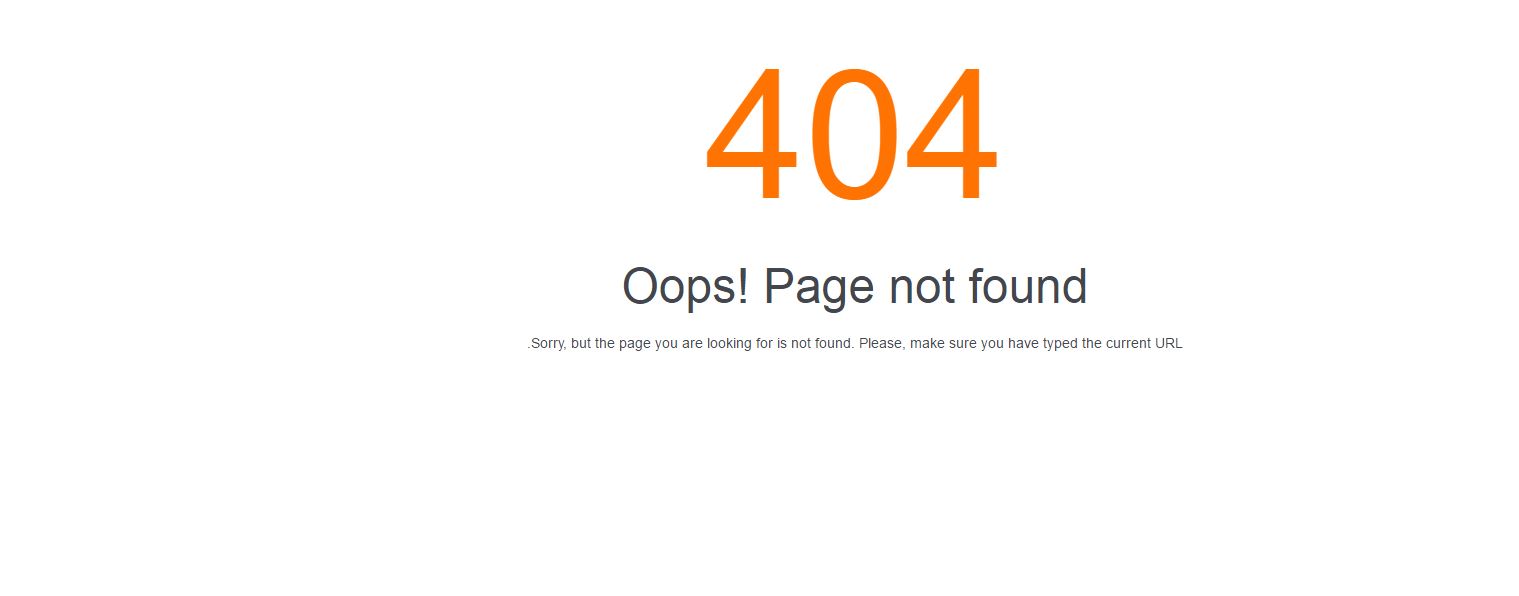 404
Oops! Page not found
.Sorry, but the page you are looking for is not found. Please, make sure you have typed the current URL